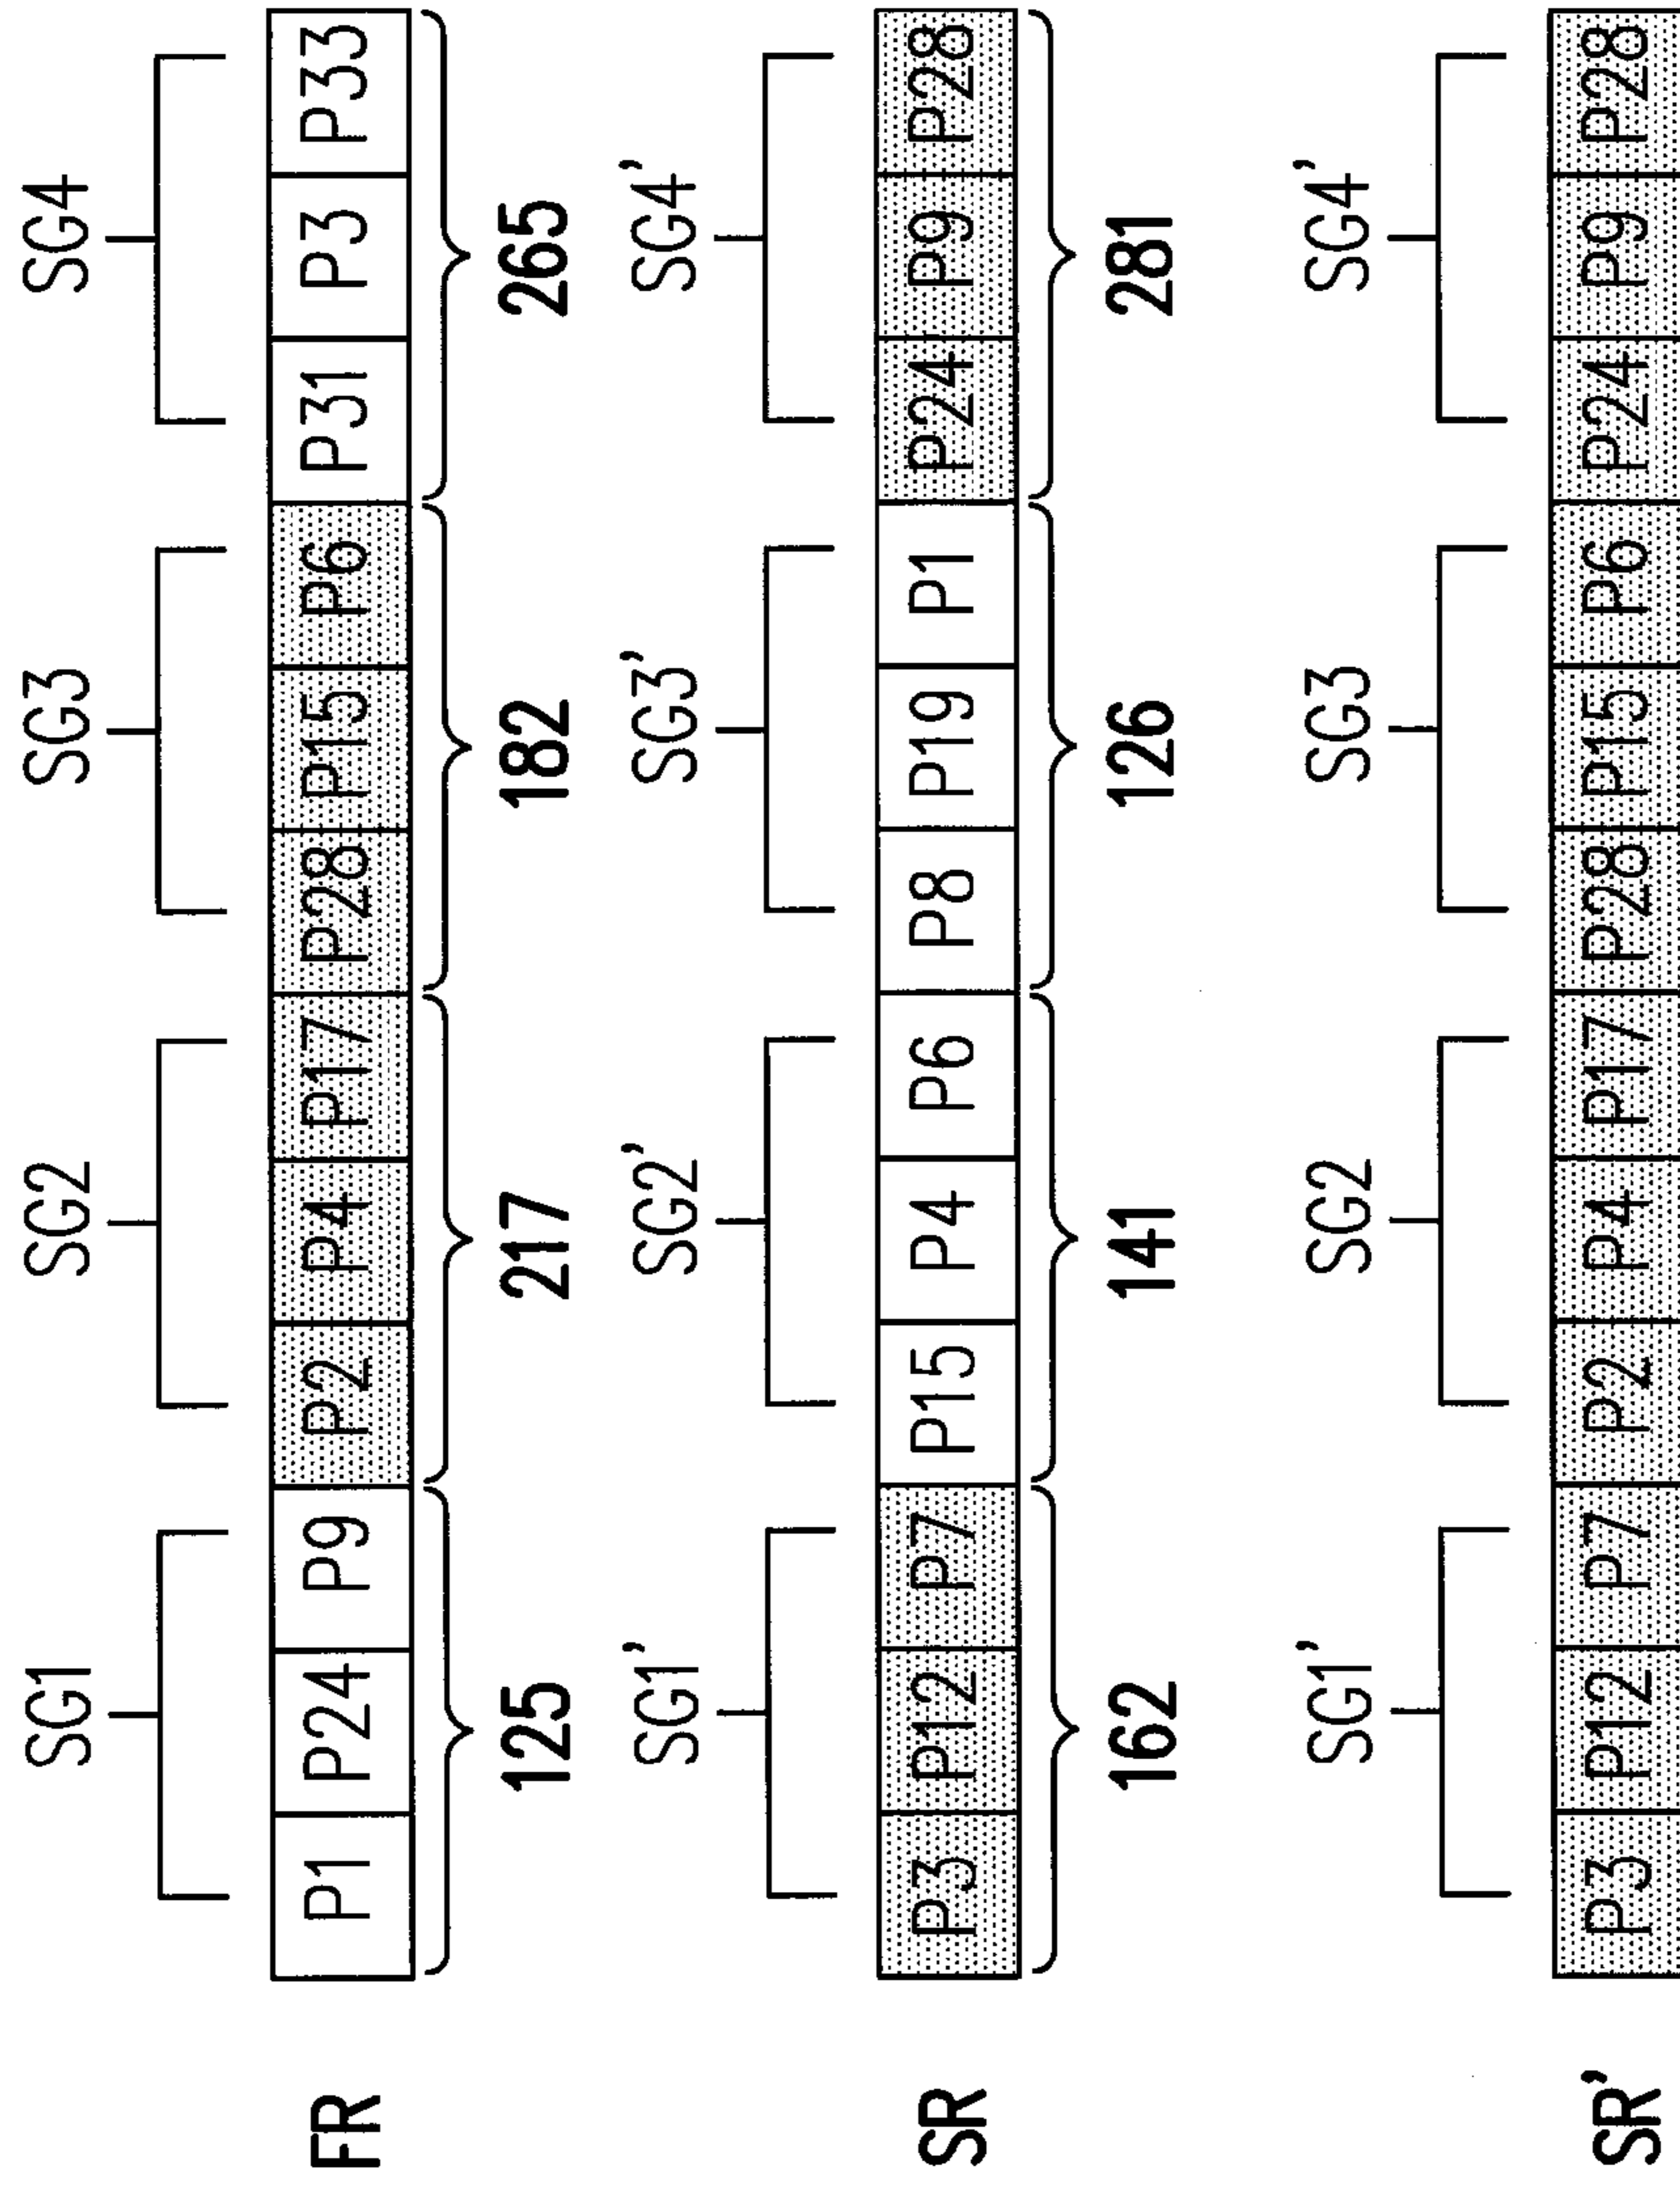 SG1 SG2 SG3 SG4
FR P1 P24 P9 P2 P4 P17 P28 P15 P6 P31 P3 P33
125 217 182 265
SG1' SG2' SG3' SG4'
SR P3 P12 P7 P15 P4 P6 P8 P19 P1 P24 P9 P28
162 141 126 281
SG1' SG2 SG3 SG4'
SR' P3 P12 P7 P2 P4 P17 P28 P15 P6 P24 P9 P28